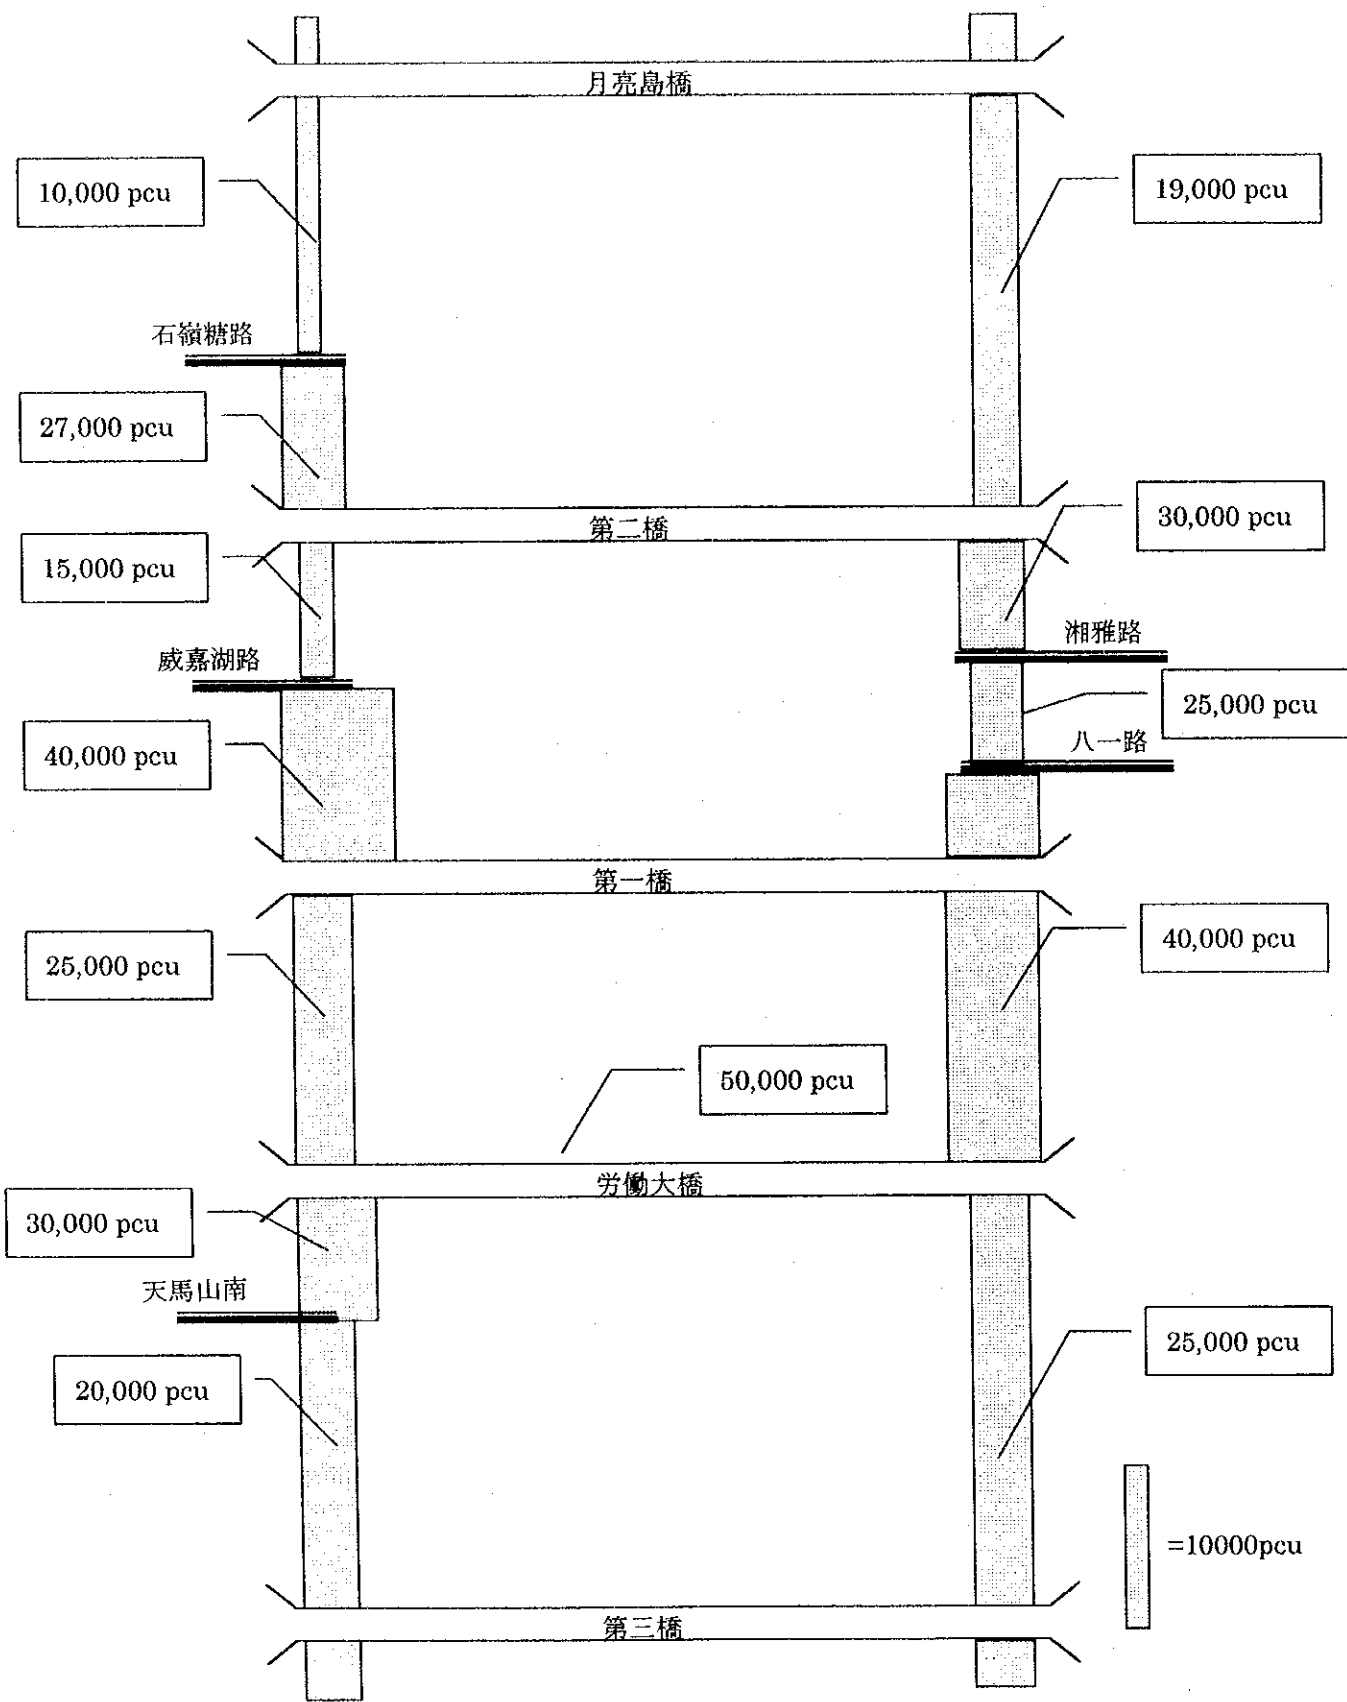 月亮島橋
10,000 pcu
19,000 pcu
石嶺糖路
27,000 pcu
30,000 pcu
第二橋
15,000 pcu
湘雅路
威嘉湖路
25,000 pcu
40,000 pcu
八一路
第一橋
25,000 pcu
40,000 pcu
50,000 pcu
労働大橋
30,000 pcu
天馬山南
25,000 pcu
20,000 pcu
=10000pcu
第三橋